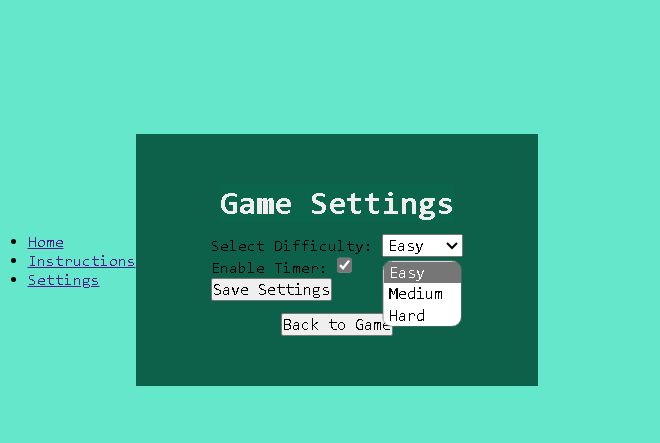 Home
Instructions
Settings
Game Settings
Select Difficulty: Easy
Enable Timer:
Save Settings
Easy
Medium
Hard
Back to Game